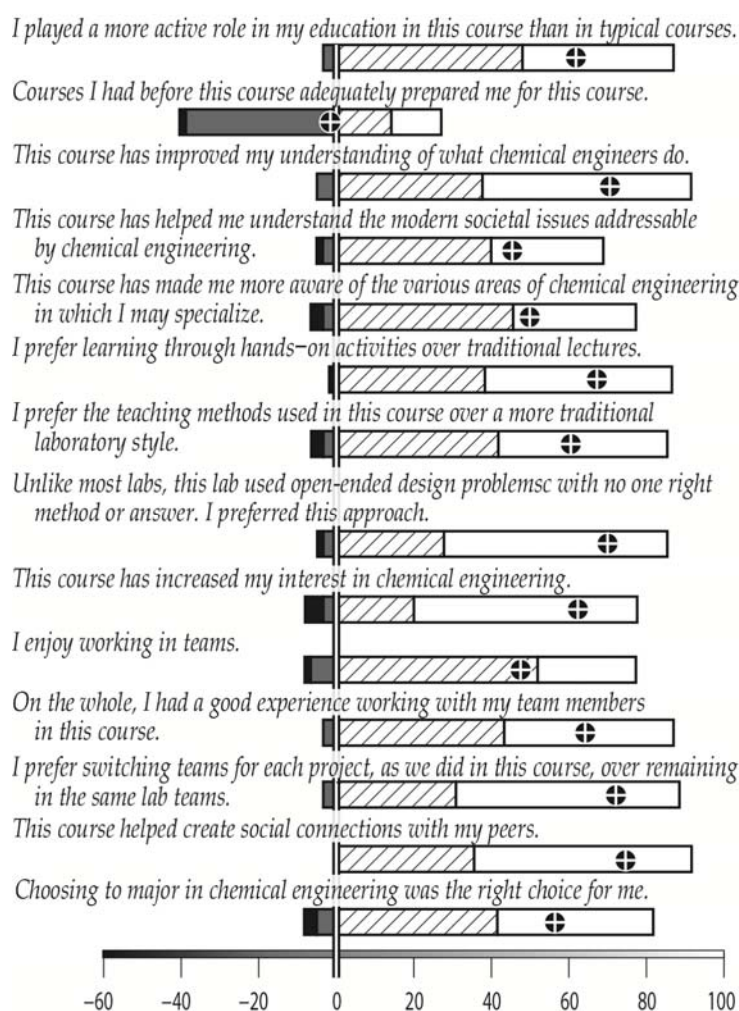 I played a more active role in my education in this course than in typical courses.
Courses I had before this course adequately prepared me for this course.
This course has improved my understanding of what chemical engineers do.
This course has helped me understand the modern societal issues addressable
by chemical engineering.
This course has made me more aware of the various areas of chemical engineering
in which I may specialize.
I prefer learning through hands−on activities over traditional lectures.
I prefer the teaching methods used in this course over a more traditional
laboratory style.
Unlike most labs, this lab used open-ended design problemsc with no one right
method or answer. I preferred this approach.
This course has increased my interest in chemical engineering.
I enjoy working in teams.
On the whole, I had a good experience working with my team members
in this course.
I prefer switching teams for each project, as we did in this course, over remaining
in the same lab teams.
This course helped create social connections with my peers.
Choosing to major in chemical engineering was the right choice for me.
−60 −40 −20 0 20 40 60 80 100